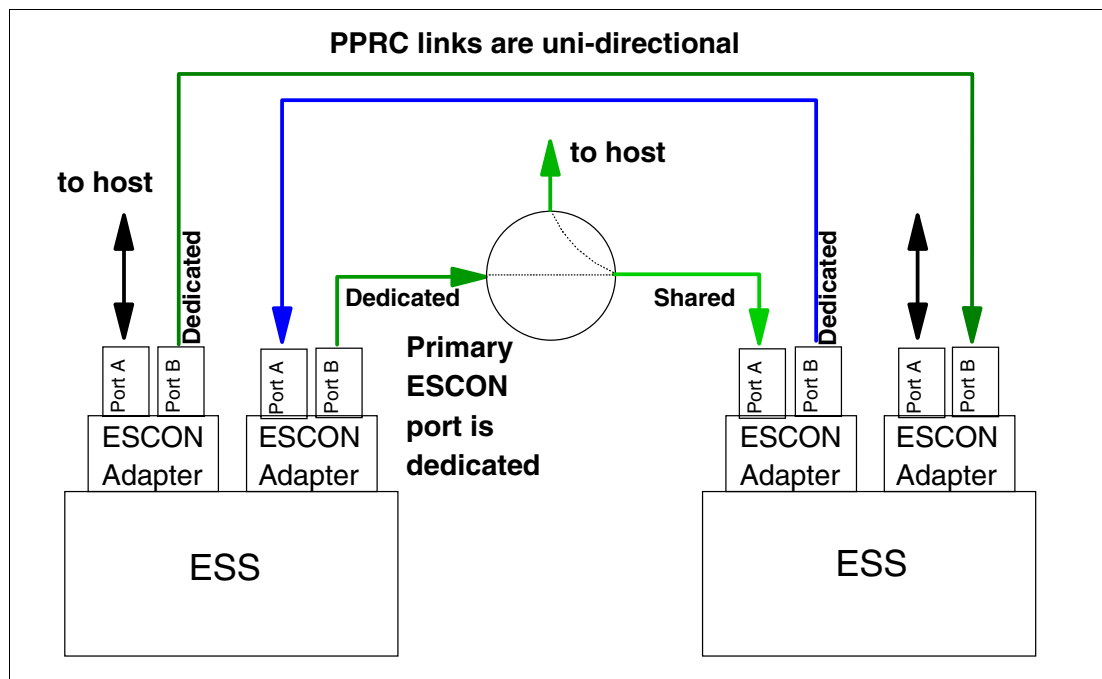 PPRC links are uni-directional
to host
to host
Dedicated
Dedicated
Dedicated
Shared
Port A
Port B
Port A
Port B
Primary
ESCON
port is
dedicated
Port A
Port B
Port A
Port B
ESCON
Adapter
ESCON
Adapter
ESCON
Adapter
ESCON
Adapter
ESS
ESS